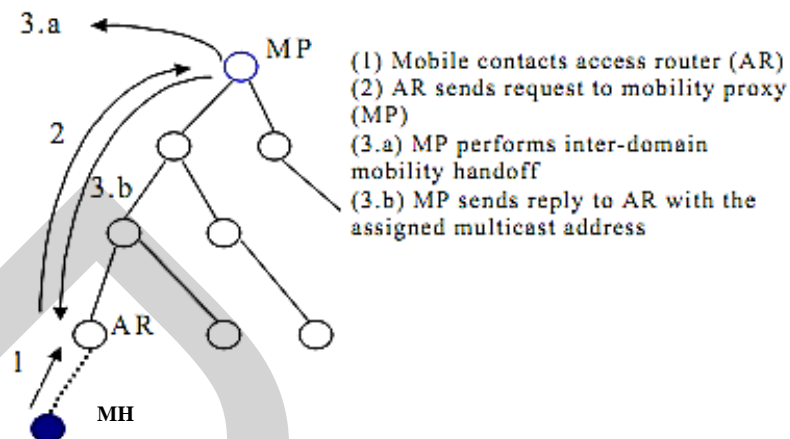 3.a
MP
(1) Mobile contacts access router (AR)
(2) AR sends request to mobility proxy
(MP)
(3.a) MP performs inter-domain
mobility handoff
(3.b) MP sends reply to AR with the
assigned multicast address
2
3.b
AR
1
MH